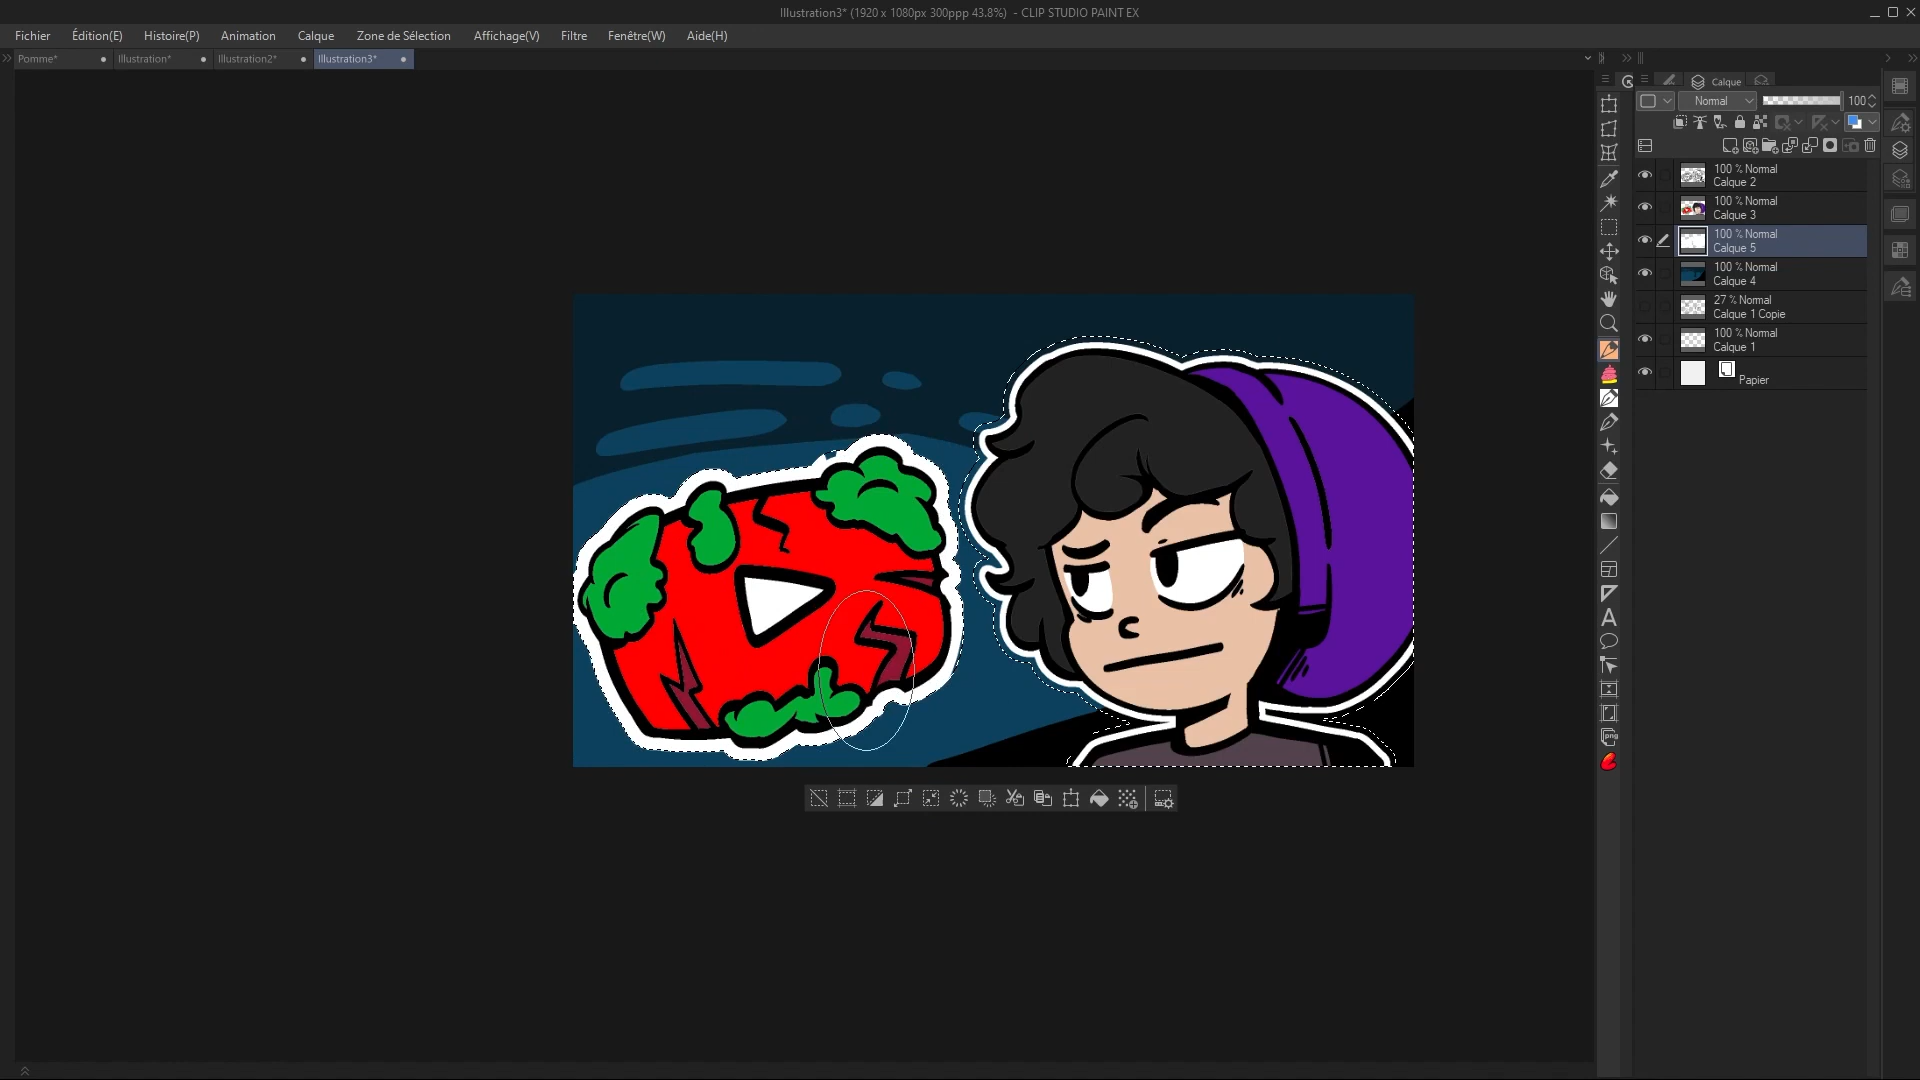 Illustration3* (1920 x 1080px 300ppp 43.8%)  - CLIP STUDIO PAINT EX
Fichier Édition(E) Histoire(P) Animation Calque Zone de Sélection Affichage(V) Filtre Fenêtre(W) Aide(H)
Pomme* Illustration* Illustration2* Illustration3*
Calque
Normal 100
100 % Normal
Calque 2
100 % Normal
Calque 3
100 % Normal
Calque 5
100 % Normal
Calque 4
27 % Normal
Calque 1 Copie
100 % Normal
Calque 1
Papier
A
png